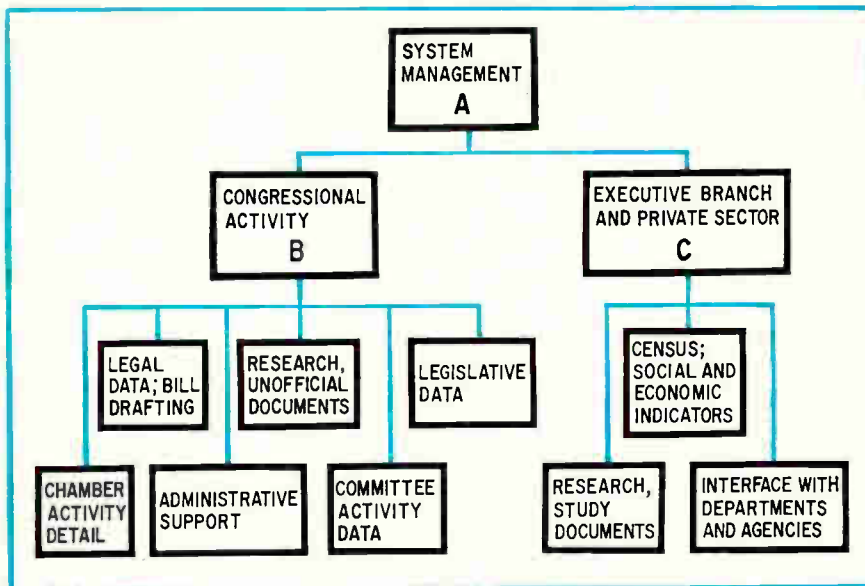 SYSTEM
MANAGEMENT
A
CONGRESSIONAL
ACTIVITY
B
EXECUTIVE BRANCH
AND PRIVATE SECTOR
C
LEGAL
DATA; BILL
DRAFTING
RESEARCH,
UNOFFICIAL
DOCUMENTS
LEGISLATIVE
DATA
CENSUS;
SOCIAL AND
ECONOMIC
INDICATORS
CHAMBER
ACTIVITY
DETAIL
ADMINISTRATIVE
SUPPORT
COMMITTEE
ACTIVITY
DATA
RESEARCH,
STUDY
DOCUMENTS
INTERFACE WITH
DEPARTMENTS
AND AGENCIES